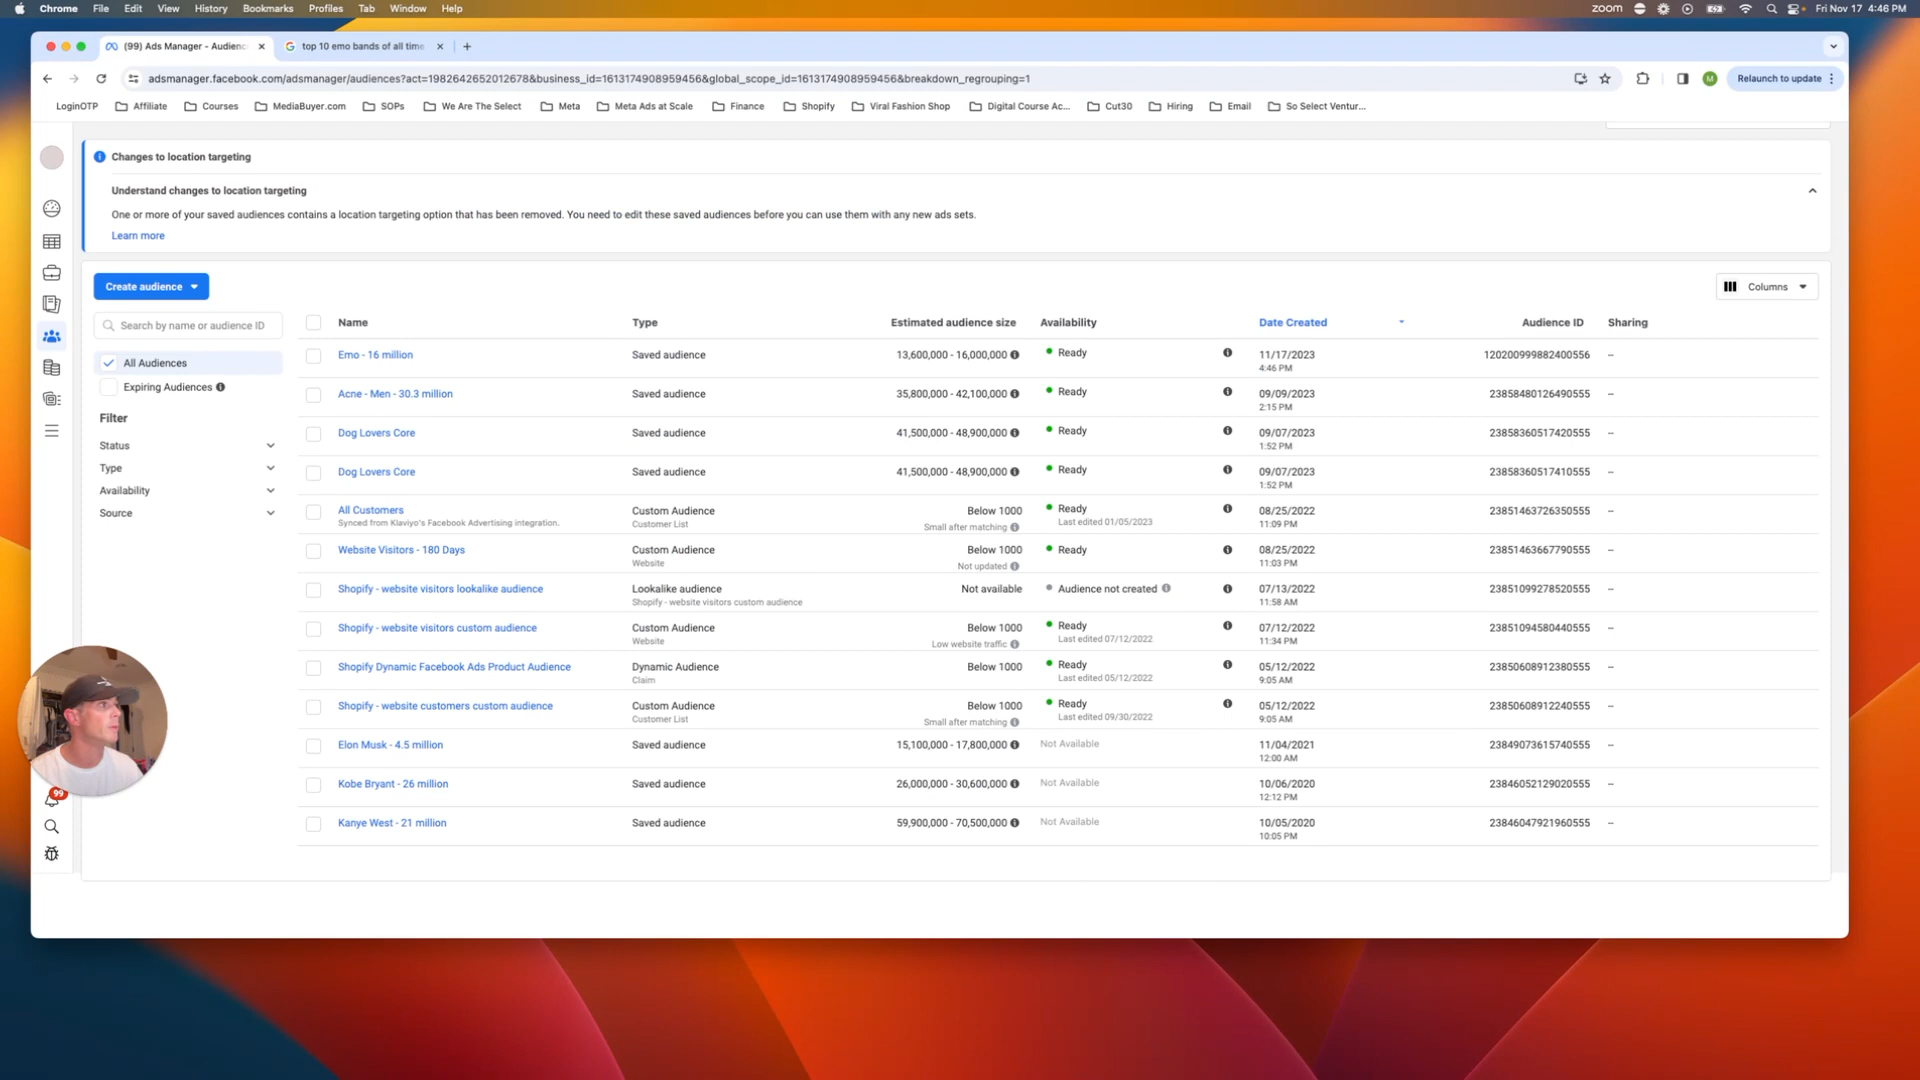 Chrome File Edit View History Bookmarks Profiles Tab Window Help zoom Fri Nov 17 4:46 PM
(99) Ads Manager - Audienc top 10 emo bands of all time
adsmanager.facebook.com/adsmanager/audiences?act=1982642652012678&business_id=1613174908959456&global_scope_id=1613174908959456&breakdown_regrouping=1 M Relaunch to update
LoginOTP Affiliate Courses MediaBuyer.com SOPs We Are The Select Meta Meta Ads at Scale Finance Shopify Viral Fashion Shop Digital Course Ac... Cut30 Hiring Email So Select Ventur...
Changes to location targeting
Understand changes to location targeting
One or more of your saved audiences contains a location targeting option that has been removed. You need to edit these saved audiences before you can use them with any new ads sets.
Learn more
Create audience Columns
Search by name or audience ID
All Audiences
Expiring Audiences
Filter
Status
Type
Availability
Source
99
Name Type Estimated audience size Availability Date Created Audience ID Sharing
Emo - 16 million Saved audience 13,600,000 - 16,000,000 Ready 11/17/2023 120200999882400556 --
4:46 PM
Acne - Men - 30.3 million Saved audience 35,800,000 - 42,100,000 Ready 09/09/2023 23858480126490555 --
2:15 PM
Dog Lovers Core Saved audience 41,500,000 - 48,900,000 Ready 09/07/2023 23858360517420555 --
1:52 PM
Dog Lovers Core Saved audience 41,500,000 - 48,900,000 Ready 09/07/2023 23858360517410555 --
1:52 PM
All Customers Custom Audience Below 1000 Ready 08/25/2022 23851463726350555 --
Synced from Klaviyo's Facebook Advertising integration. Customer List Small after matching Last edited 01/05/2023 11:09 PM
Website Visitors - 180 Days Custom Audience Below 1000 Ready 08/25/2022 23851463667790555 --
Website Not updated 11:03 PM
Shopify - website visitors lookalike audience Lookalike audience Not available Audience not created 07/13/2022 23851099278520555 --
Shopify - website visitors custom audience 11:58 AM
Shopify - website visitors custom audience Custom Audience Below 1000 Ready 07/12/2022 23851094580440555 --
Website Low website traffic Last edited 07/12/2022 11:34 PM
Shopify Dynamic Facebook Ads Product Audience Dynamic Audience Below 1000 Ready 05/12/2022 23850608912380555 --
Claim Last edited 05/12/2022 9:05 AM
Shopify - website customers custom audience Custom Audience Below 1000 Ready 05/12/2022 23850608912240555 --
Customer List Small after matching Last edited 09/30/2022 9:05 AM
Elon Musk - 4.5 million Saved audience 15,100,000 - 17,800,000 Not Available 11/04/2021 23849073615740555 --
12:00 AM
Kobe Bryant - 26 million Saved audience 26,000,000 - 30,600,000 Not Available 10/06/2020 23846052129020555 --
12:12 PM
Kanye West - 21 million Saved audience 59,900,000 - 70,500,000 Not Available 10/05/2020 23846047921960555 --
10:05 PM